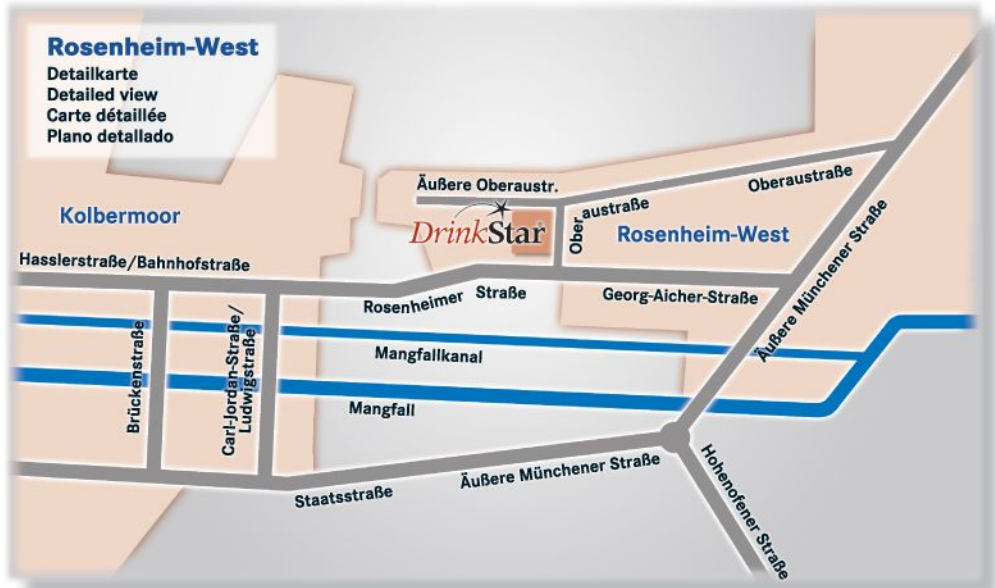 Rosenheim-West
Detailkarte
Detailed view
Carte détaillée
Plano detallado
Äußere Oberaustr.
Oberaustraße
Oberaustraße
Kolbermoor
DrinkStar
Rosenheim-West
Hasslerstraße/Bahnhofstraße
Rosenheimer Straße
Georg-Aicher-Straße
Äußere Münchener Straße
Brückenstraße
Carl-Jordan-Straße/
Ludwigstraße
Mangfallkanal
Mangfall
Staatsstraße
Äußere Münchener Straße
Hohenofener Straße